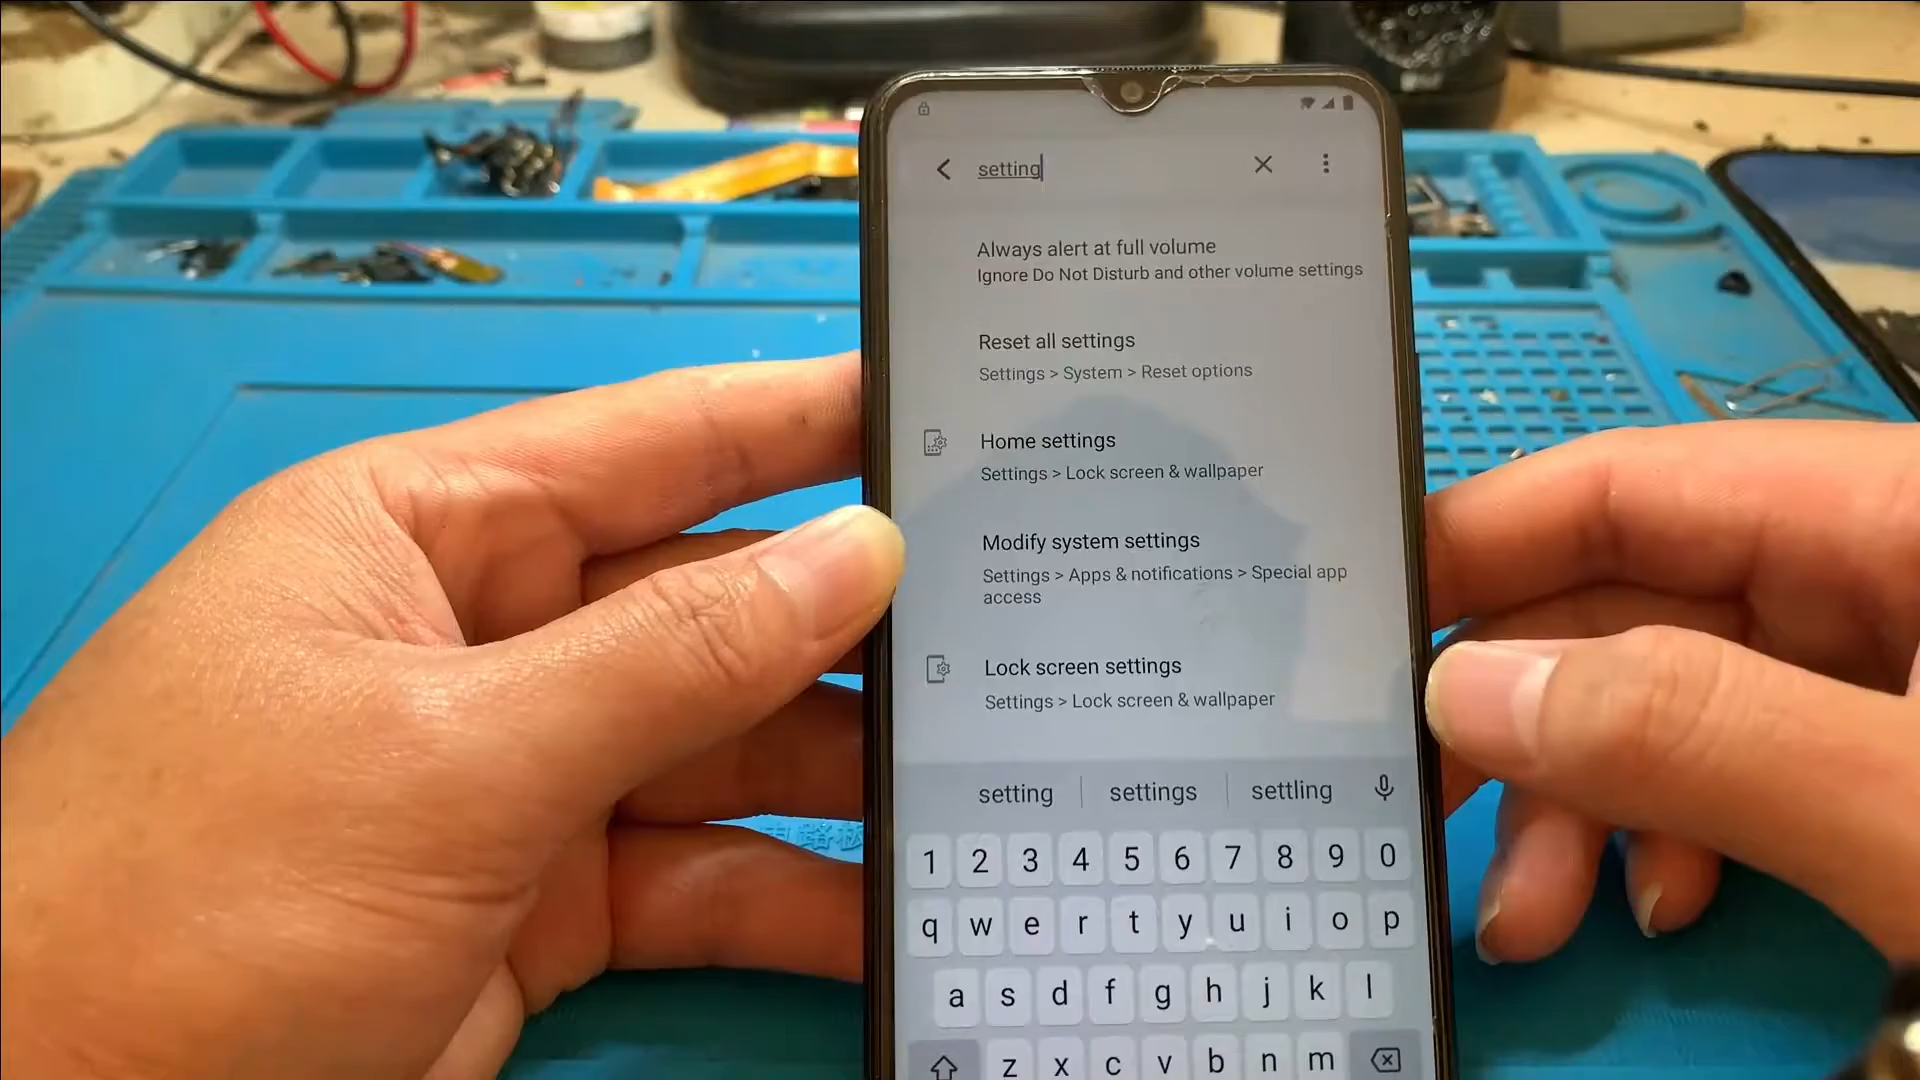 setting
Always alert at full volume
Ignore Do Not Disturb and other volume settings
Reset all settings
Settings > System > Reset options
Home settings
Settings > Lock screen & wallpaper
Modify system settings
Settings > Apps & notifications > Special app
access
Lock screen settings
Settings > Lock screen & wallpaper
setting settings settling
1 2 3 4 5 6 7 8 9 0
q w e r t y u i o p
a s d f g h j k l
z x c v b n m